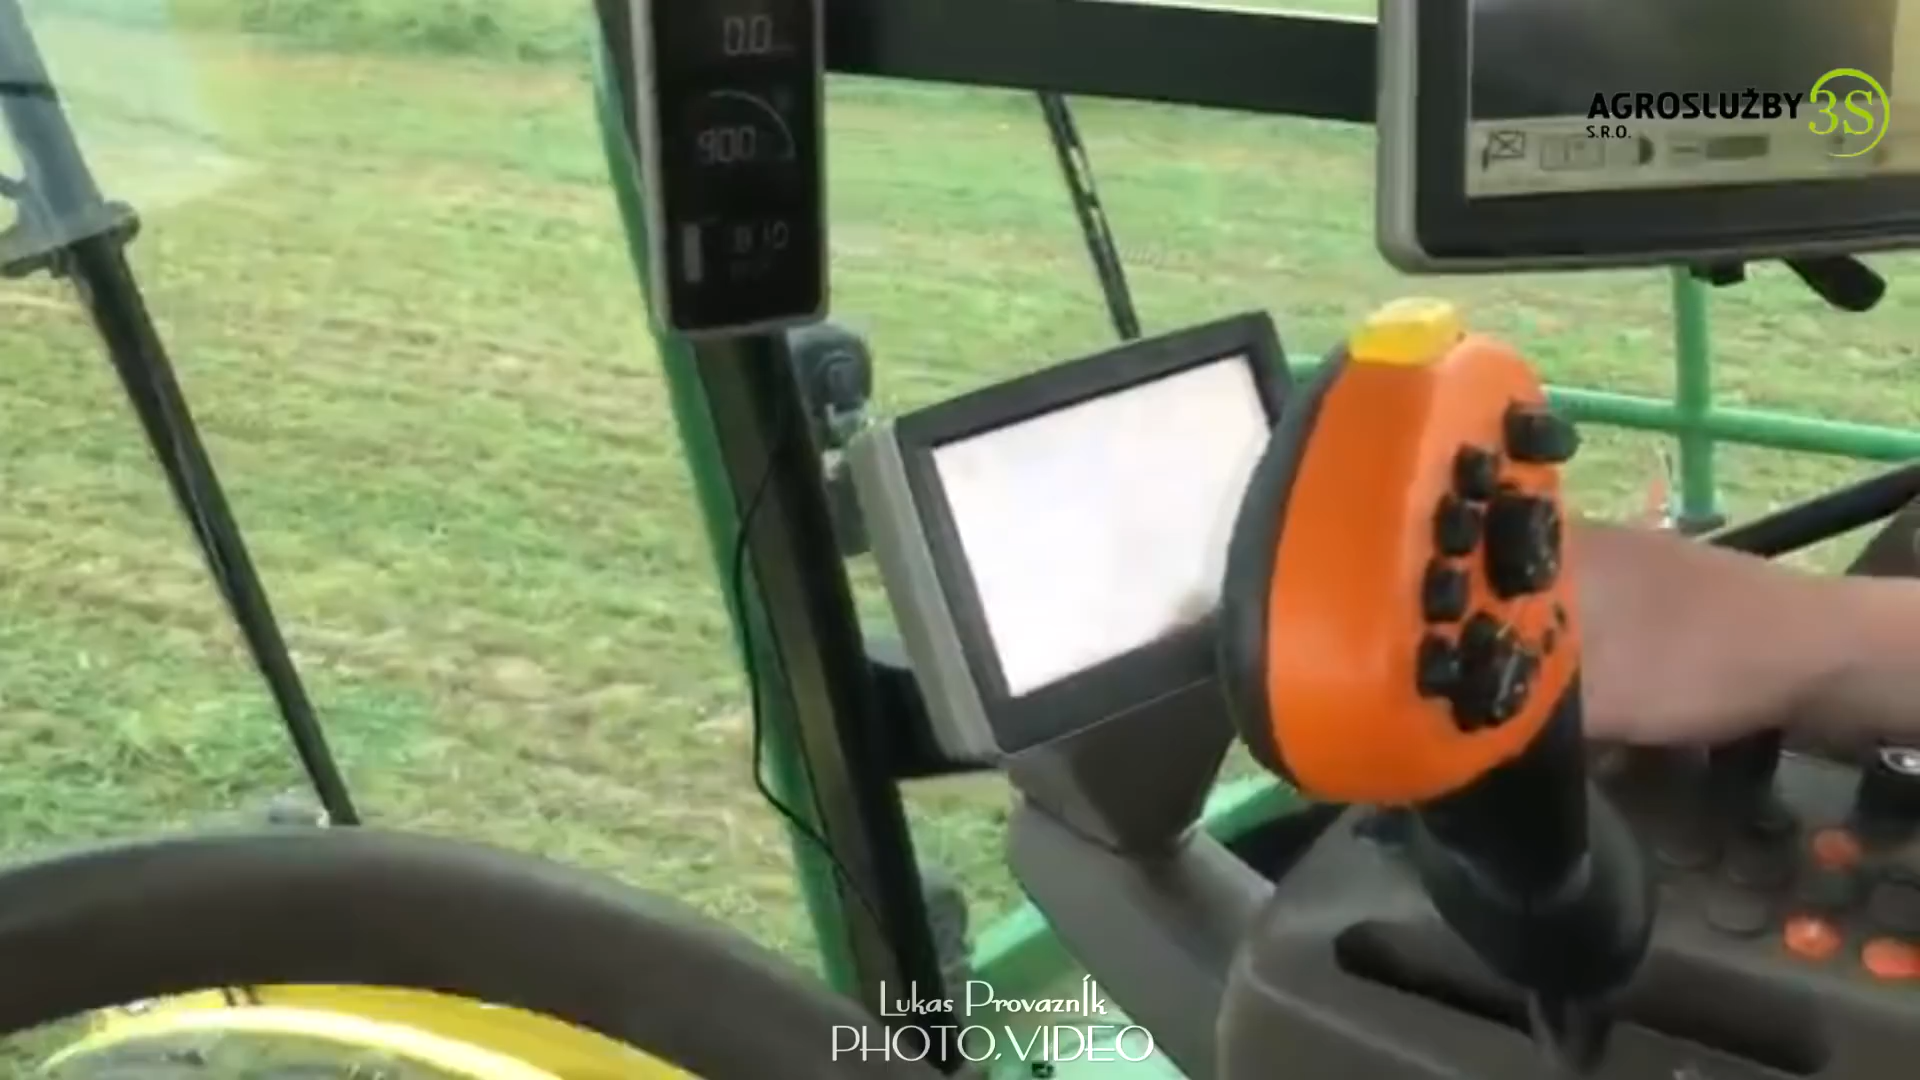 0.0
900
AGROSLUŽBY 3S
S.R.O.
Lukas Provazník
PHOTO.VIDEO